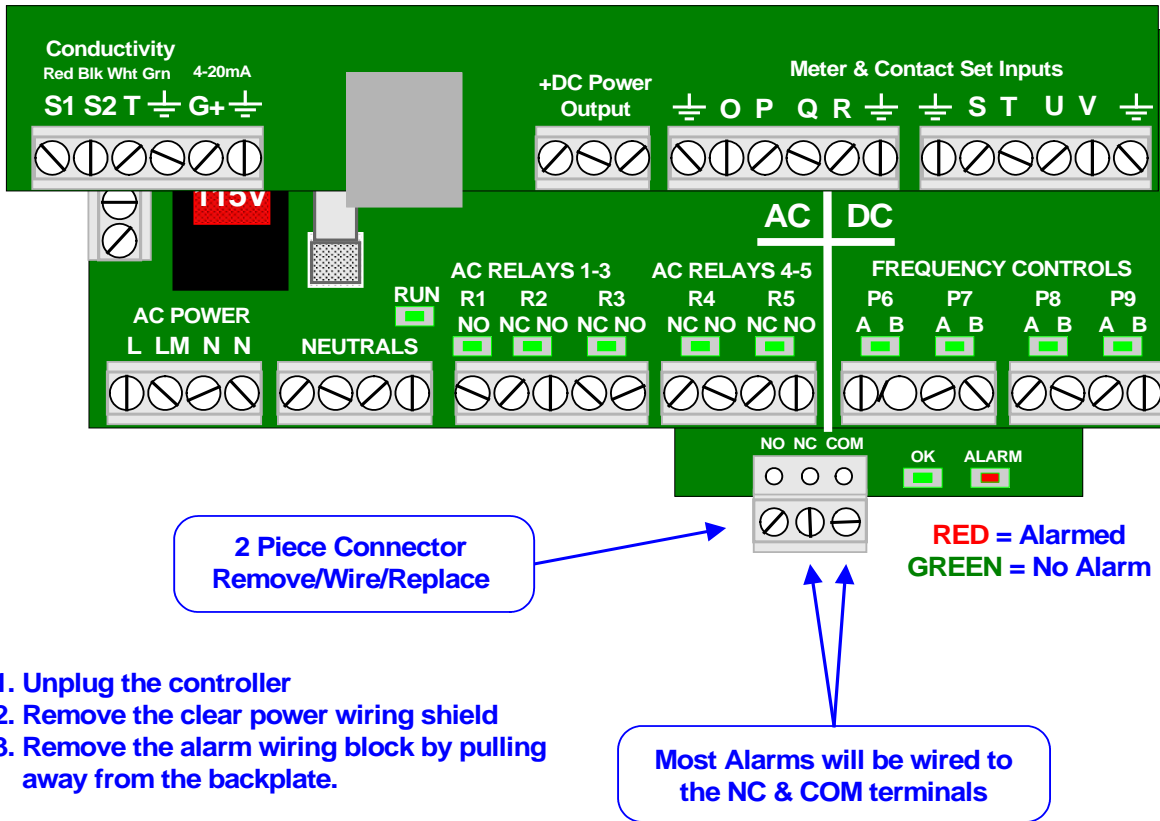 Conductivity
Red Blk Wht Grn 4-20mA
S1 S2 T G+
+DC Power
Output
Meter & Contact Set Inputs
O P Q R S T U V
115V
AC DC
AC RELAYS 1-3 AC RELAYS 4-5 FREQUENCY CONTROLS
RUN R1 R2 R3 R4 R5 P6 P7 P8 P9
AC POWER
NO NC NO NC NO NC NO NC NO A B A B A B A B
L LM N N NEUTRALS
NO NC COM
OK ALARM
2 Piece Connector
Remove/Wire/Replace
RED = Alarmed
GREEN = No Alarm
1. Unplug the controller
2. Remove the clear power wiring shield
3. Remove the alarm wiring block by pulling
away from the backplate.
Most Alarms will be wired to
the NC & COM terminals